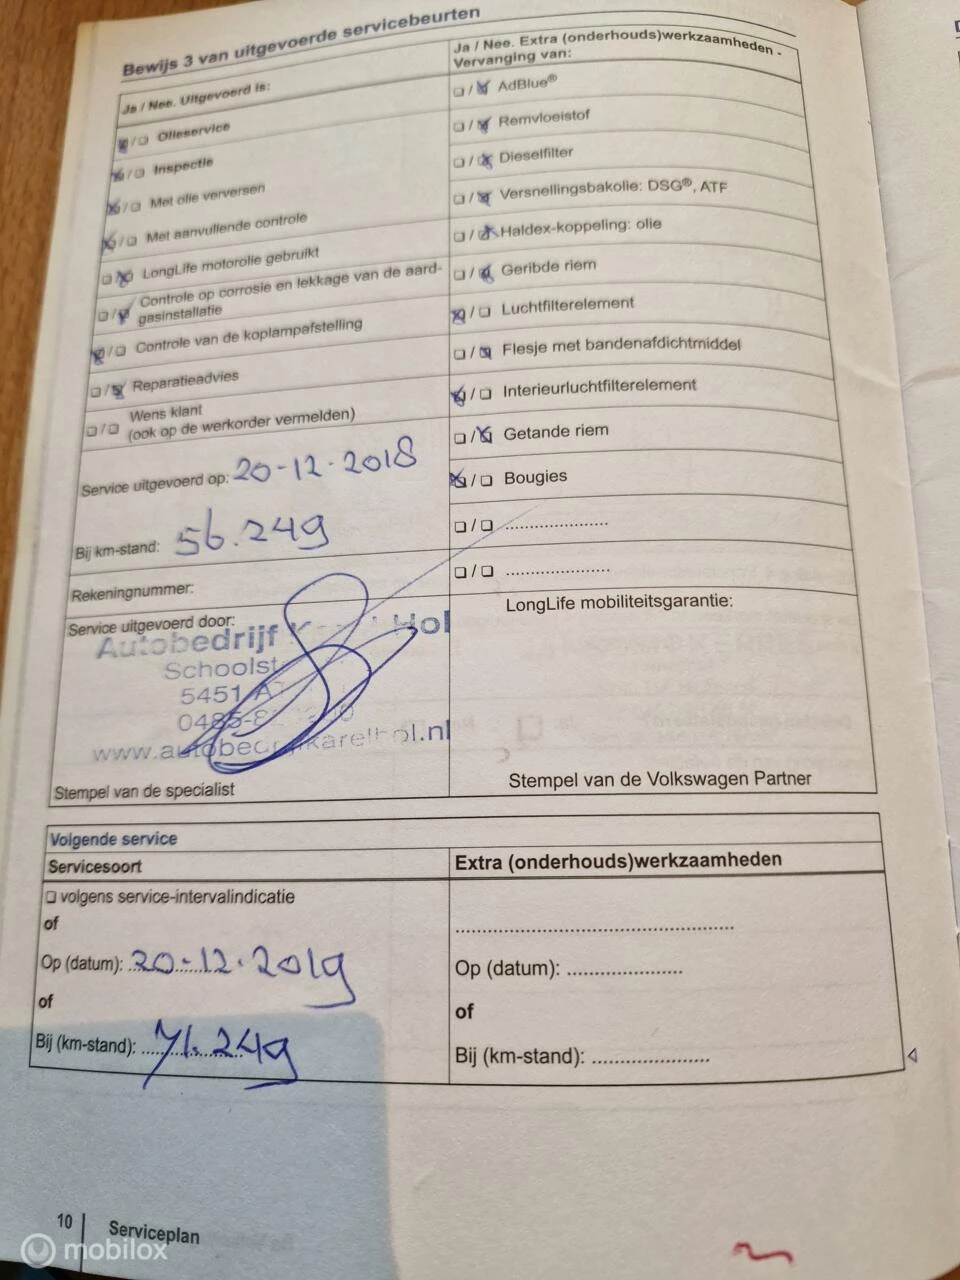 Bewijs 3 van uitgevoerde servicebeurten
Ja / Nee. Uitgevoerd is:
❏/❏ Olieservice
❏/❏ Inspectie
❏/❏ Met olie verversen
❏/❏ Met aanvullende controle
❏/❏ LongLife motorolie gebruikt
❏/❏ Controle op corrosie en lekkage van de aard-
gasinstallatie
❏/❏ Controle van de koplampafstelling
❏/❏ Reparatieadvies
❏/❏ Wens klant
(ook op de werkorder vermelden)
Service uitgevoerd op: 20-12-2018
Bij km-stand: 56.249
Rekeningnummer:
Service uitgevoerd door:
Autobedrijf Hol
Schoolst
5451 A
0485-8
www.autobedrijfkarelhol.nl
Stempel van de specialist
Ja / Nee. Extra (onderhouds)werkzaamheden -
Vervanging van:
❏/❏ AdBlue®
❏/❏ Remvloeistof
❏/❏ Dieselfilter
❏/❏ Versnellingsbakolie: DSG®, ATF
❏/❏ Haldex-koppeling: olie
❏/❏ Geribde riem
❏/❏ Luchtfilterelement
❏/❏ Flesje met bandenafdichtmiddel
❏/❏ Interieurluchtfilterelement
❏/❏ Getande riem
❏/❏ Bougies
❏/❏ .....................
❏/❏ .....................
LongLife mobiliteitsgarantie:
Stempel van de Volkswagen Partner
Volgende service
Servicesoort
❏ volgens service-intervalindicatie
of
Op (datum): 20-12-2019
of
Bij (km-stand): 71.249
Extra (onderhouds)werkzaamheden
..................................................
Op (datum): .....................
of
Bij (km-stand): .....................
10 Serviceplan
mobilox